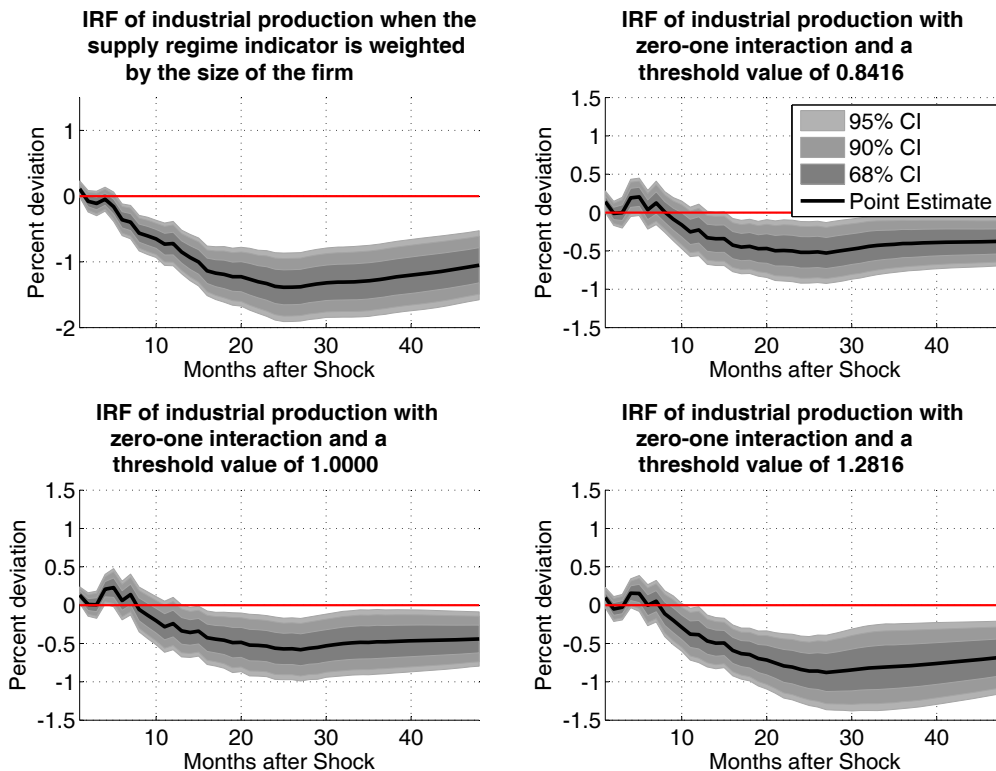 IRF of industrial production when the
supply regime indicator is weighted
by the size of the firm
Percent deviation
1
0
-1
-2
10
20
30
40
Months after Shock
IRF of industrial production with
zero-one interaction and a
threshold value of 0.8416
Percent deviation
1.5
1
0.5
0
-0.5
-1
-1.5
95% CI
90% CI
68% CI
Point Estimate
10
20
30
40
Months after Shock
IRF of industrial production with
zero-one interaction and a
threshold value of 1.0000
Percent deviation
1.5
1
0.5
0
-0.5
-1
-1.5
10
20
30
40
Months after Shock
IRF of industrial production with
zero-one interaction and a
threshold value of 1.2816
Percent deviation
1.5
1
0.5
0
-0.5
-1
-1.5
10
20
30
40
Months after Shock